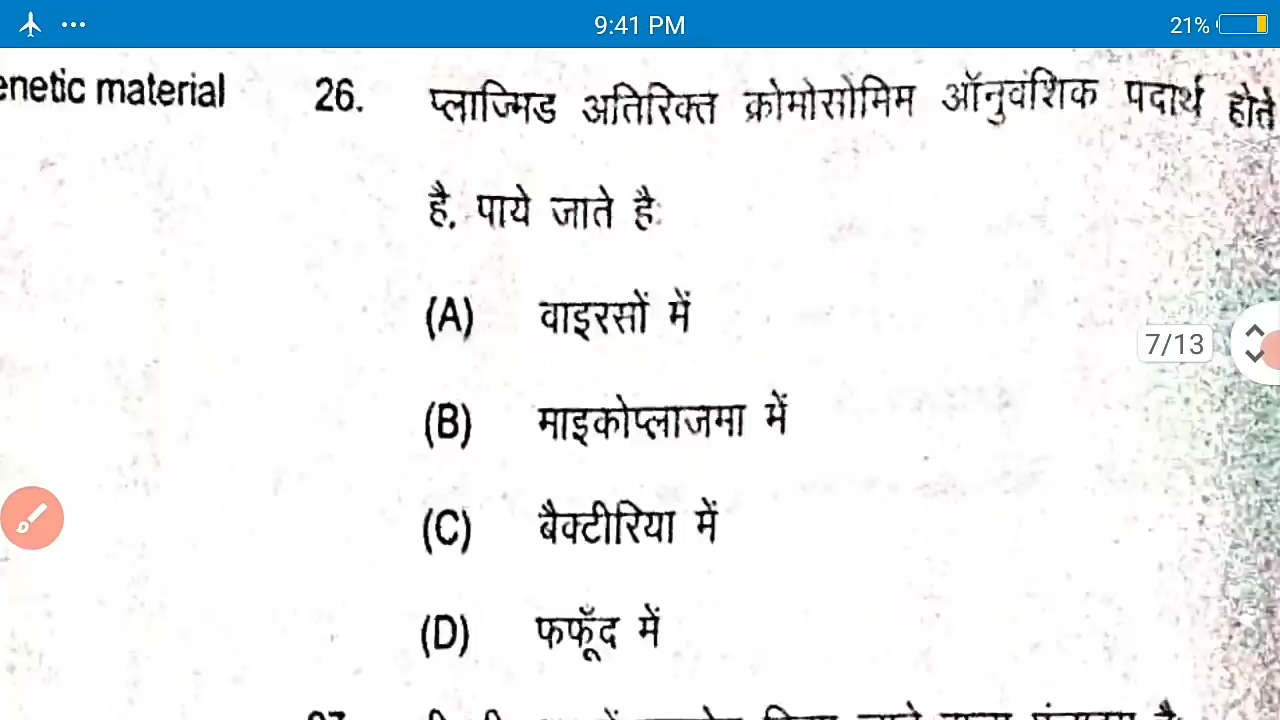 9:41 PM
21%
enetic material
26. प्लाज्मिड अतिरिक्त क्रोमोसोमिम ऑनुवंशिक पदार्थ होते
है, पाये जाते हैः
(A) वाइरसों में
(B) माइकोप्लाजमा में
7/13
(C) बैक्टीरिया में
(D) फफूँद में